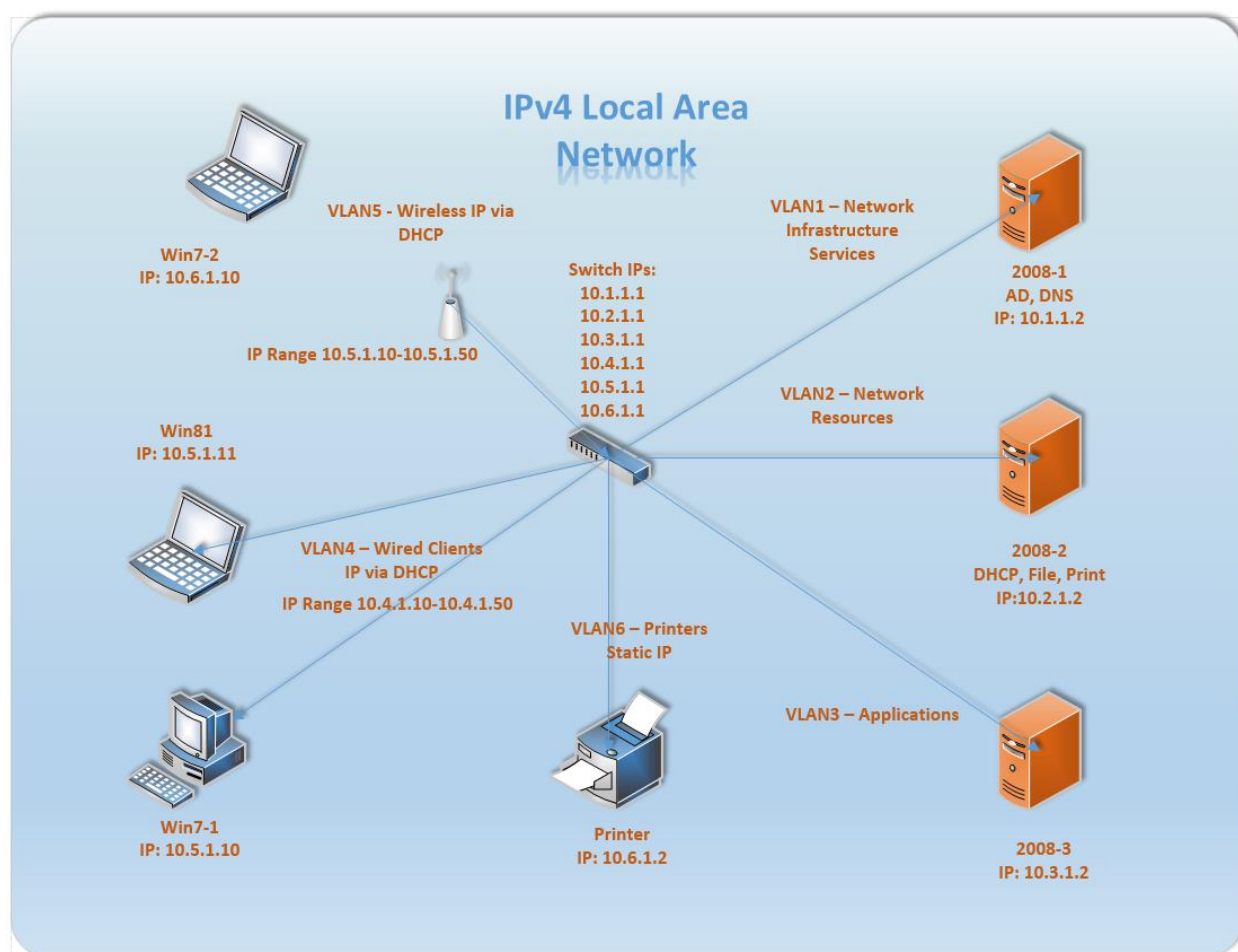 IPv4 Local Area
Network
Win7-2
IP: 10.6.1.10
VLAN5 - Wireless IP via
DHCP
IP Range 10.5.1.10-10.5.1.50
Switch IPs:
10.1.1.1
10.2.1.1
10.3.1.1
10.4.1.1
10.5.1.1
10.6.1.1
VLAN1 – Network
Infrastructure
Services
2008-1
AD, DNS
IP: 10.1.1.2
VLAN2 – Network
Resources
2008-2
DHCP, File, Print
IP:10.2.1.2
Win81
IP: 10.5.1.11
VLAN4 – Wired Clients
IP via DHCP
IP Range 10.4.1.10-10.4.1.50
VLAN6 – Printers
Static IP
VLAN3 – Applications
Win7-1
IP: 10.5.1.10
Printer
IP: 10.6.1.2
2008-3
IP: 10.3.1.2